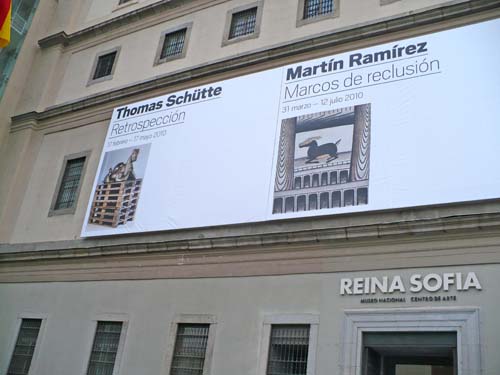 Thomas Schütte
Retrospección
17 febrero – 17 mayo 2010
Martín Ramírez
Marcos de reclusión
31 marzo – 12 julio 2010
REINA SOFIA
MUSEO NACIONAL CENTRO DE ARTE